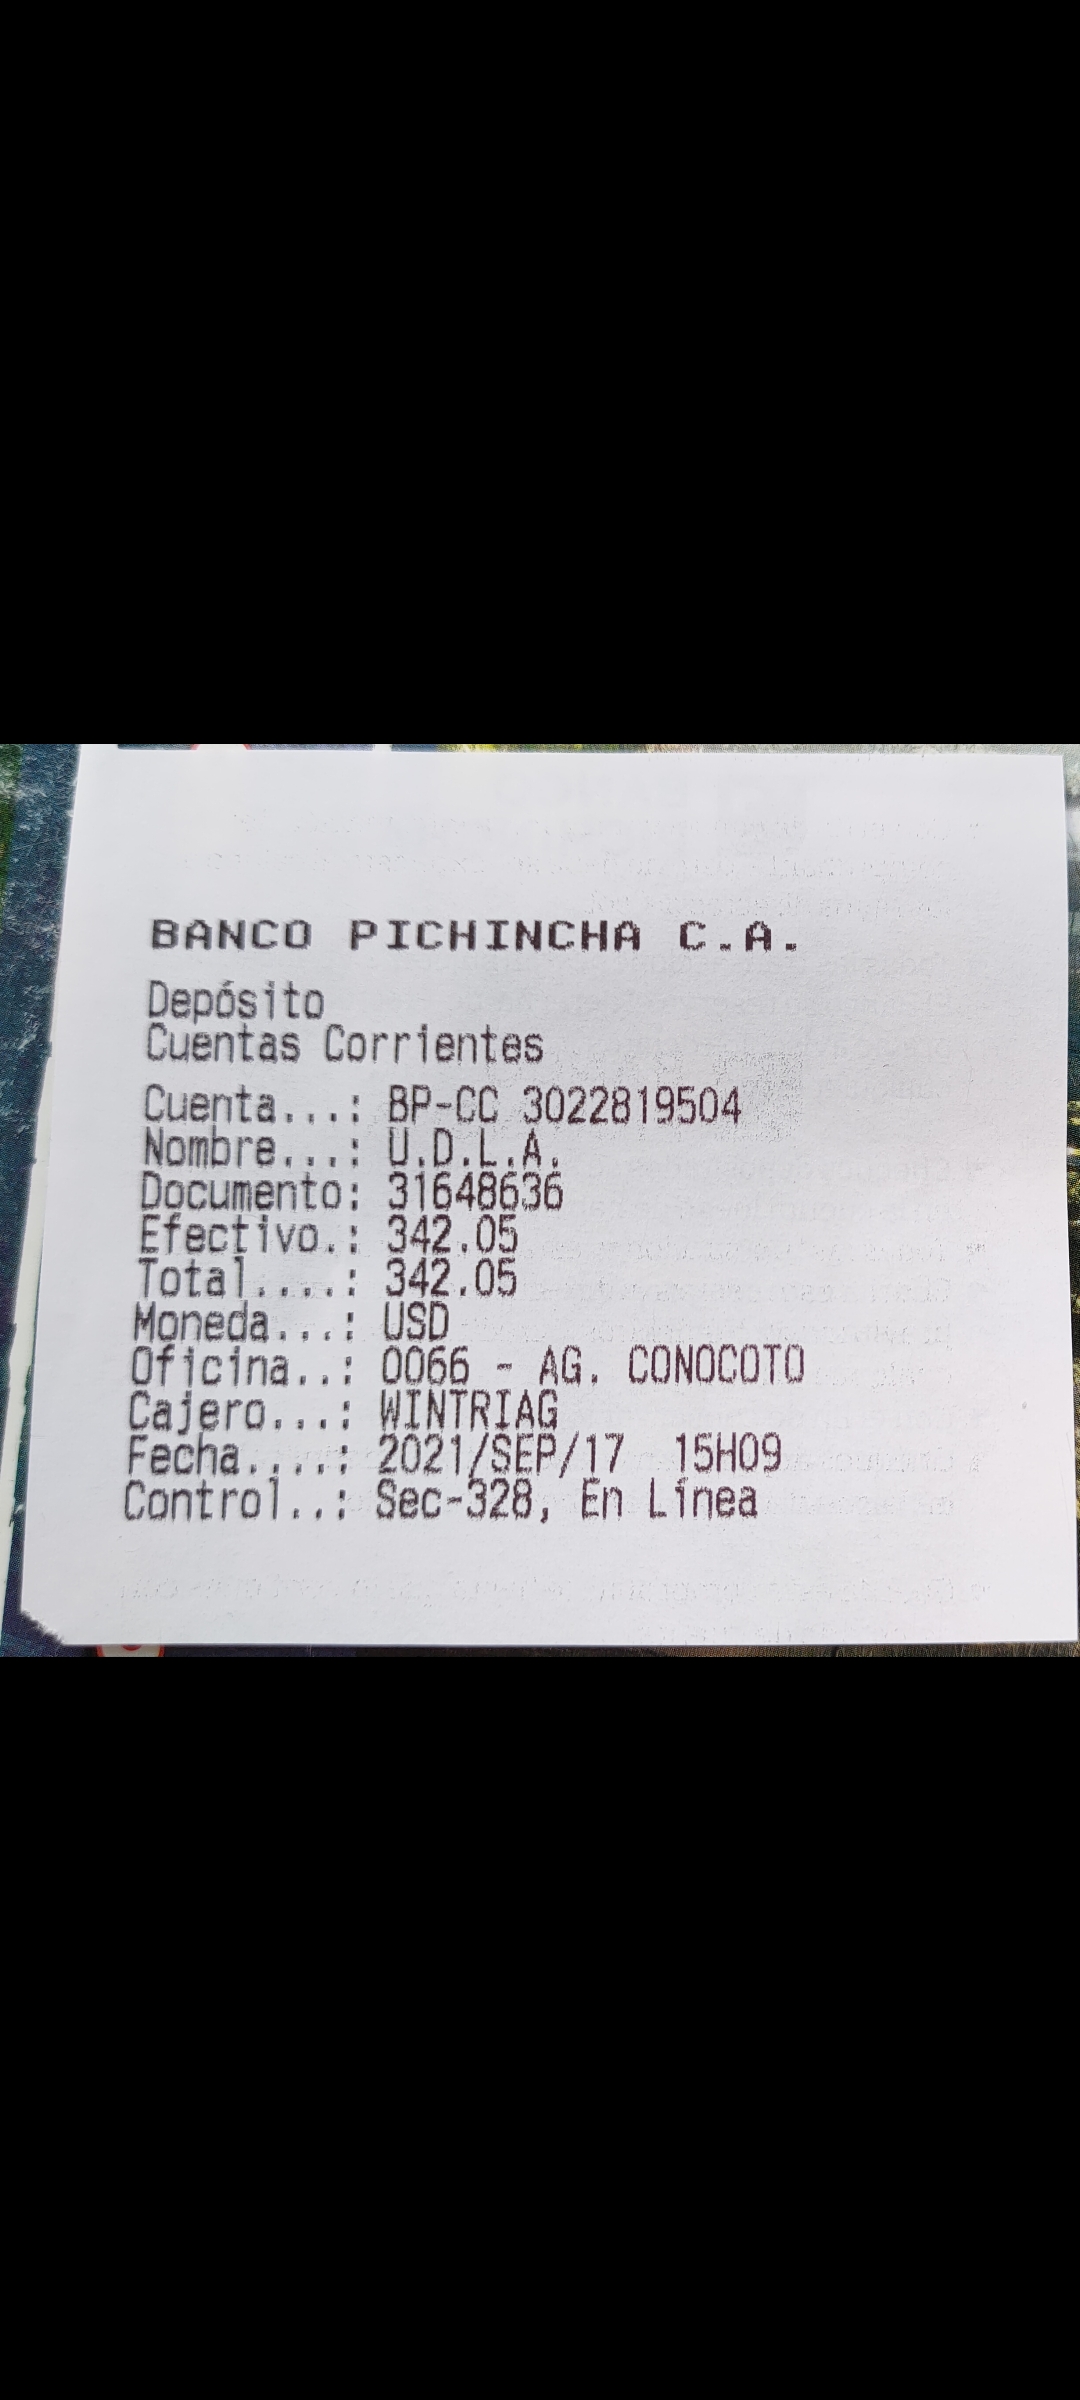 BANCO PICHINCHA C.A.
Depósito
Cuentas Corrientes
Cuenta...: BP-CC 3022819504
Nombre...: U.D.L.A.
Documento: 31648636
Efectivo.: 342.05
Total....: 342.05
Moneda...: USD
Oficina..: 0066 - AG. CONOCOTO
Cajero...: WINTRIAG
Fecha....: 2021/SEP/17 15H09
Control..: Sec-328, En Línea